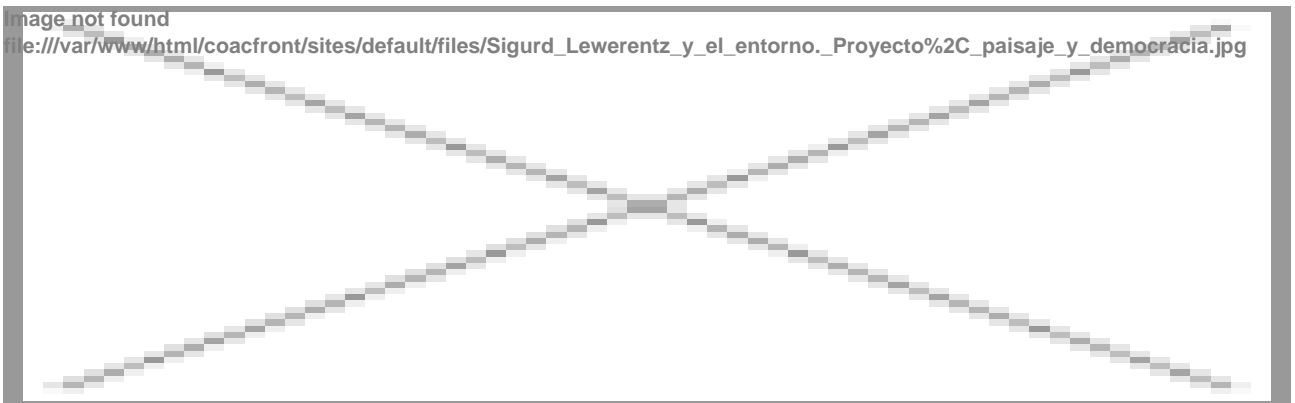 Image not found
file:///var/www/html/coacfront/sites/default/files/Sigurd_Lewerentz_y_el_entorno._Proyecto%2C_paisaje_y_democracia.jpg